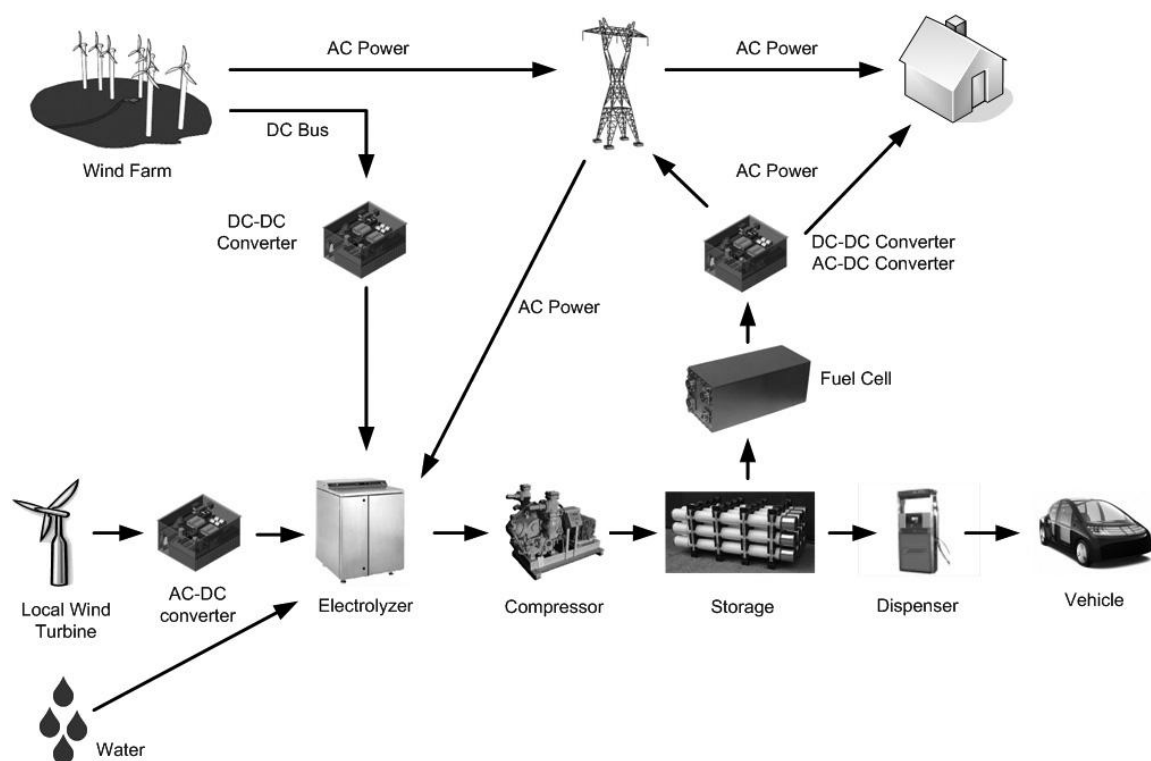 AC Power
AC Power
DC Bus
Wind Farm
AC Power
DC-DC
Converter
DC-DC Converter
AC-DC Converter
AC Power
Fuel Cell
Local Wind
Turbine
AC-DC
converter
Electrolyzer
Compressor
Storage
Dispenser
Vehicle
Water